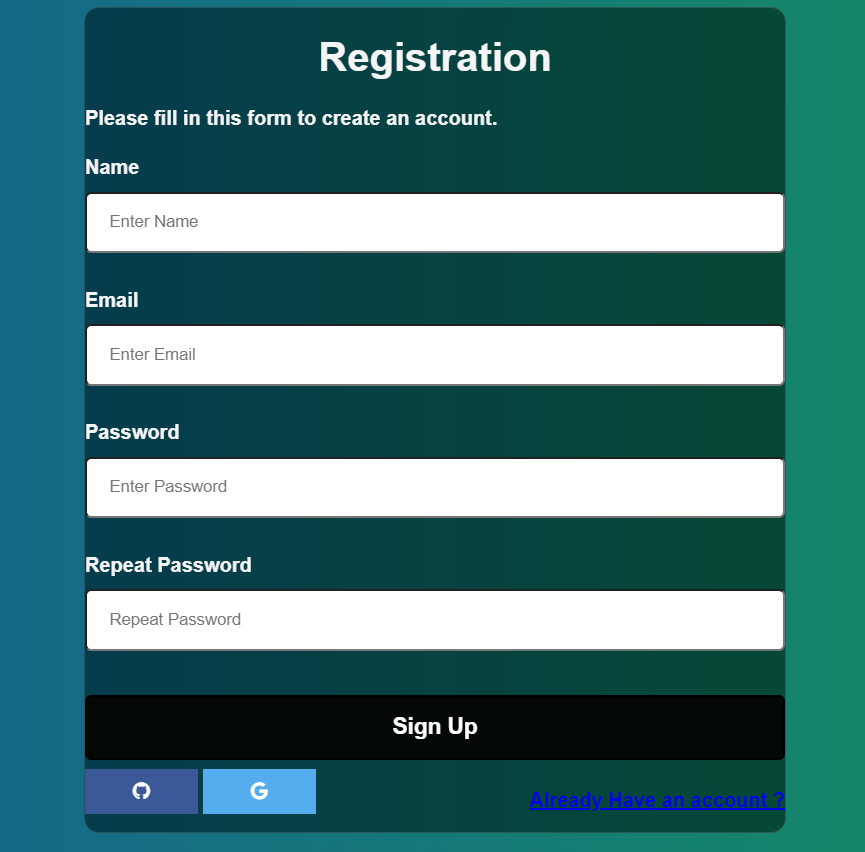 Registration
Please fill in this form to create an account.
Name
Enter Name
Email
Enter Email
Password
Enter Password
Repeat Password
Repeat Password
Sign Up
Already Have an account ?